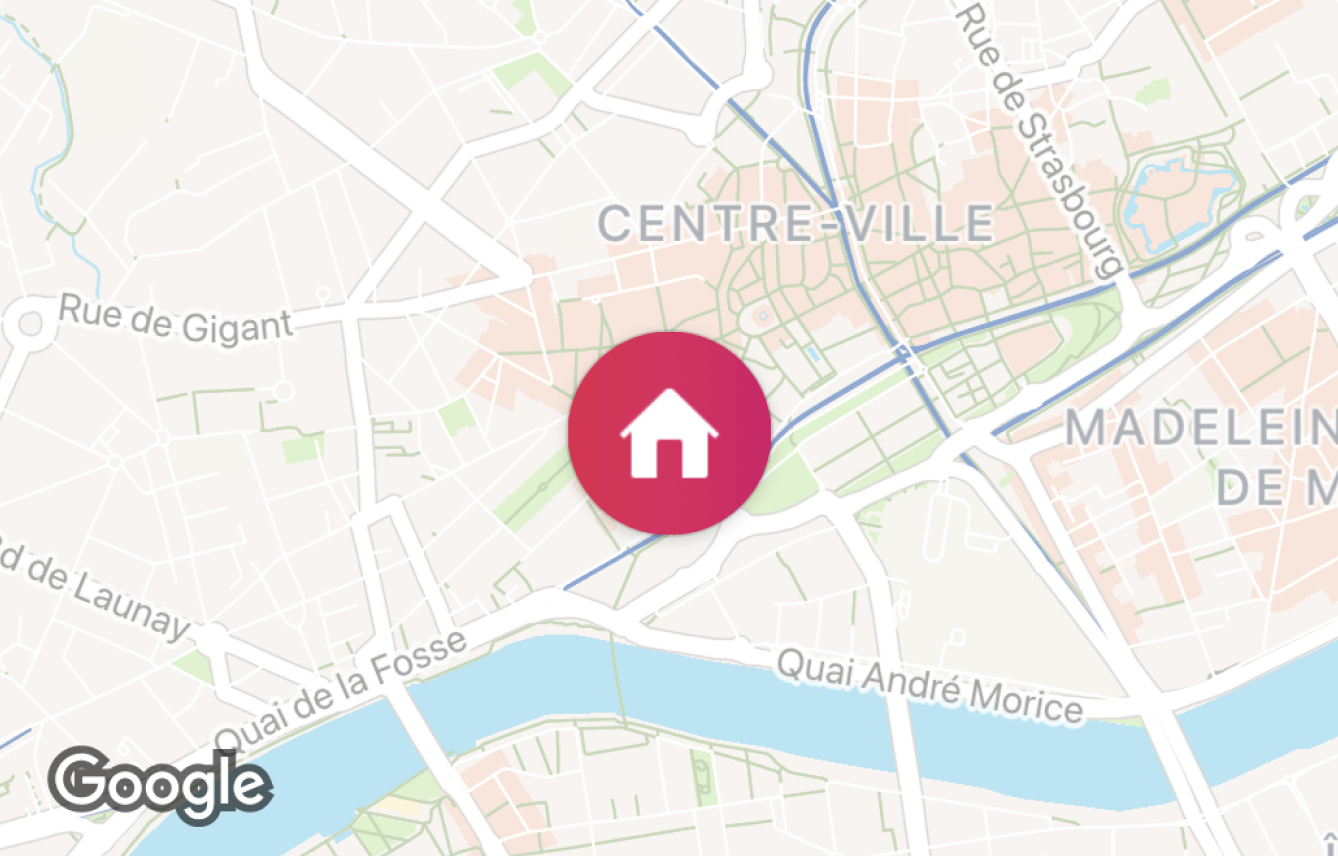 Rue de Strasbourg
CENTRE-VILLE
Rue de Gigant
MADELEIN
DE M
d de Launay
Quai de la Fosse
Quai André Morice
Google